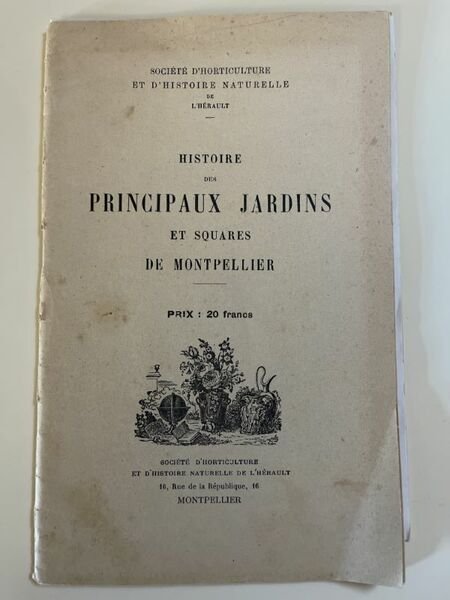 SOCIÉTÉ D'HORTICULTURE
ET D'HISTOIRE NATURELLE
DE
L'HÉRAULT
HISTOIRE
DES
PRINCIPAUX JARDINS
ET SQUARES
DE MONTPELLIER
PRIX : 20 francs
SOCIÉTÉ D'HORTICULTURE
ET D'HISTOIRE NATURELLE DE L'HÉRAULT
16, Rue de la République, 16
MONTPELLIER